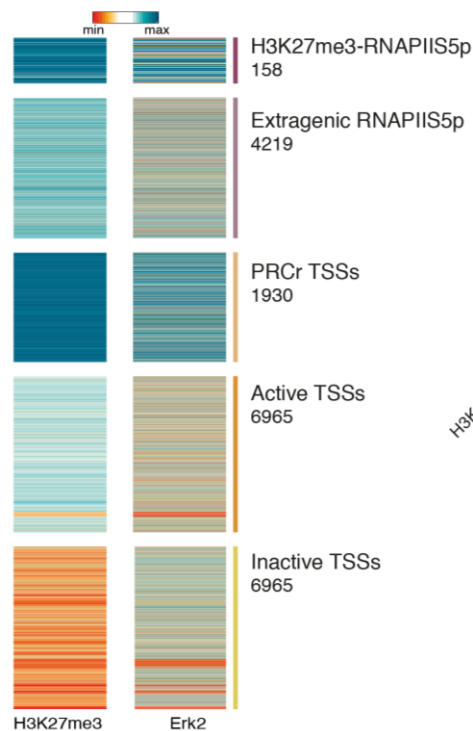 min max
H3K27me3-RNAPIIS5p
158
Extragenic RNAPIIS5p
4219
PRCr TSSs
1930
Active TSSs
6965
H3K
Inactive TSSs
6965
H3K27me3 Erk2